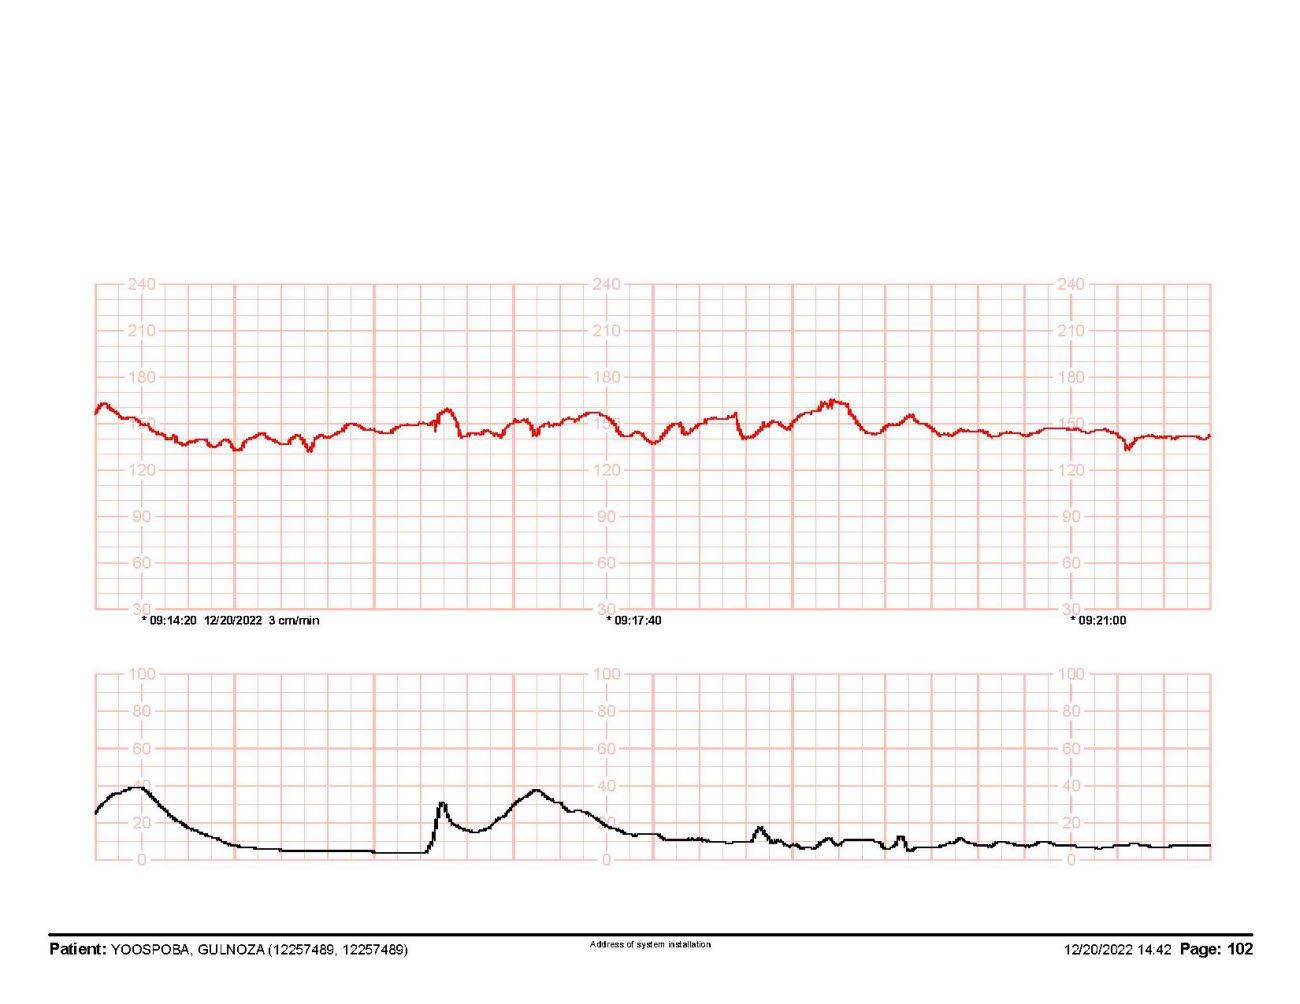 240 240 240
210 210 210
180 180 180
150 150 150
120 120 120
90 90 90
60 60 60
30 30 30
* 09:14:20 12/20/2022 3 cm/min * 09:17:40 * 09:21:00
100 100 100
80 80 80
60 60 60
40 40 40
20 20 20
0 0 0
Patient: YOOSPOBA, GULNOZA (12257489, 12257489) Address of system installation 12/20/2022 14:42 Page: 102